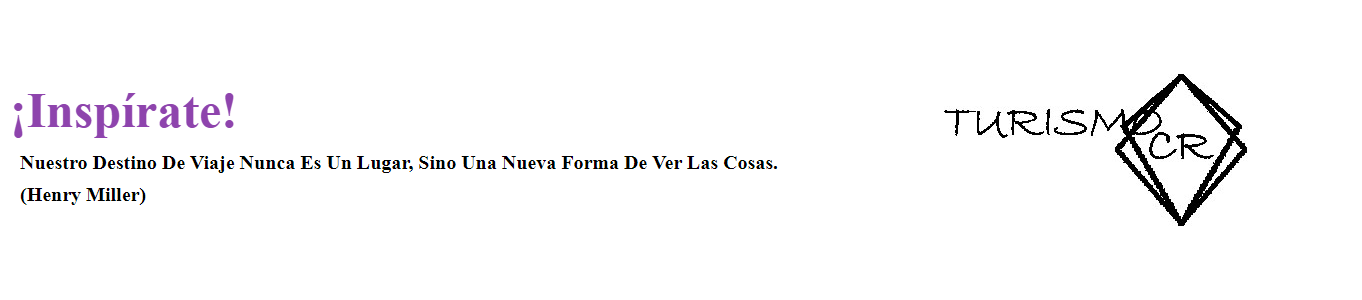 ¡Inspírate!
Nuestro Destino De Viaje Nunca Es Un Lugar, Sino Una Nueva Forma De Ver Las Cosas.
(Henry Miller)
TURISMO
CR